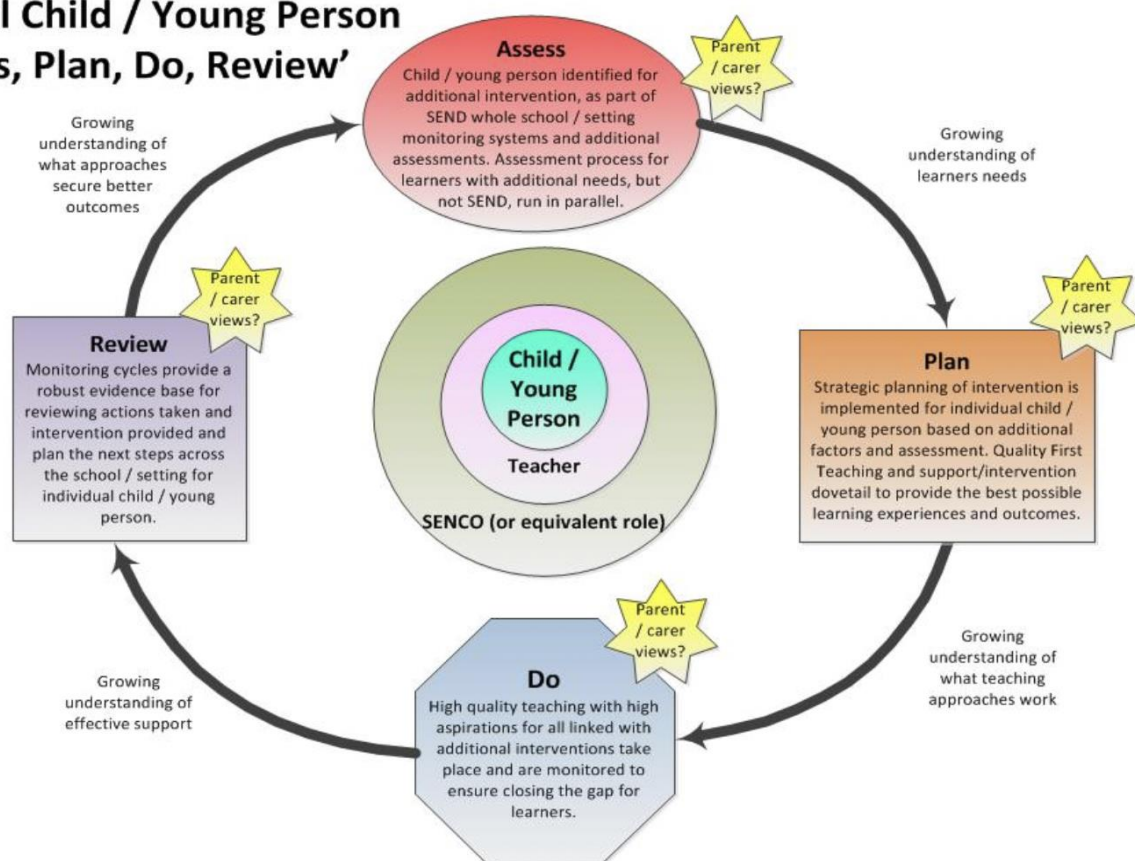 l Child / Young Person
s, Plan, Do, Review’
Assess
Child / young person identified for
additional intervention, as part of
SEND whole school / setting
monitoring systems and additional
assessments. Assessment process for
learners with additional needs, but
not SEND, run in parallel.
Parent
/ carer
views?
Growing
understanding of
what approaches
secure better
outcomes
Growing
understanding of
learners needs
Parent
/ carer
views?
Parent
/ carer
views?
Review
Monitoring cycles provide a
robust evidence base for
reviewing actions taken and
intervention provided and
plan the next steps across
the school / setting for
individual child / young
person.
Child /
Young
Person
Teacher
SENCO (or equivalent role)
Plan
Strategic planning of intervention is
implemented for individual child /
young person based on additional
factors and assessment. Quality First
Teaching and support/intervention
dovetail to provide the best possible
learning experiences and outcomes.
Parent
/ carer
views?
Growing
understanding of
effective support
Do
High quality teaching with high
aspirations for all linked with
additional interventions take
place and are monitored to
ensure closing the gap for
learners.
Growing
understanding of
what teaching
approaches work